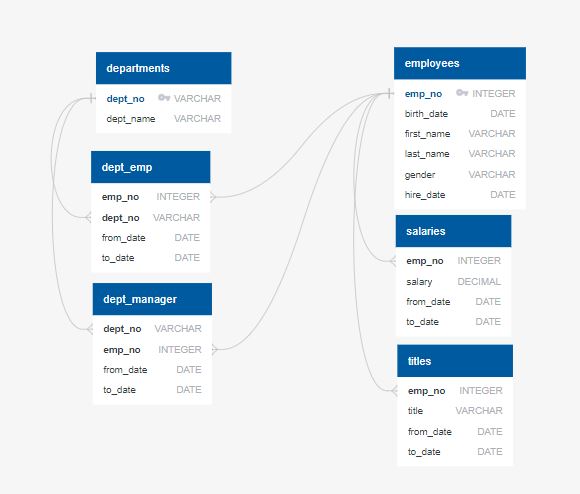 departments
dept_no VARCHAR
dept_name VARCHAR
dept_emp
emp_no INTEGER
dept_no VARCHAR
from_date DATE
to_date DATE
dept_manager
dept_no VARCHAR
emp_no INTEGER
from_date DATE
to_date DATE
employees
emp_no INTEGER
birth_date DATE
first_name VARCHAR
last_name VARCHAR
gender VARCHAR
hire_date DATE
salaries
emp_no INTEGER
salary DECIMAL
from_date DATE
to_date DATE
titles
emp_no INTEGER
title VARCHAR
from_date DATE
to_date DATE